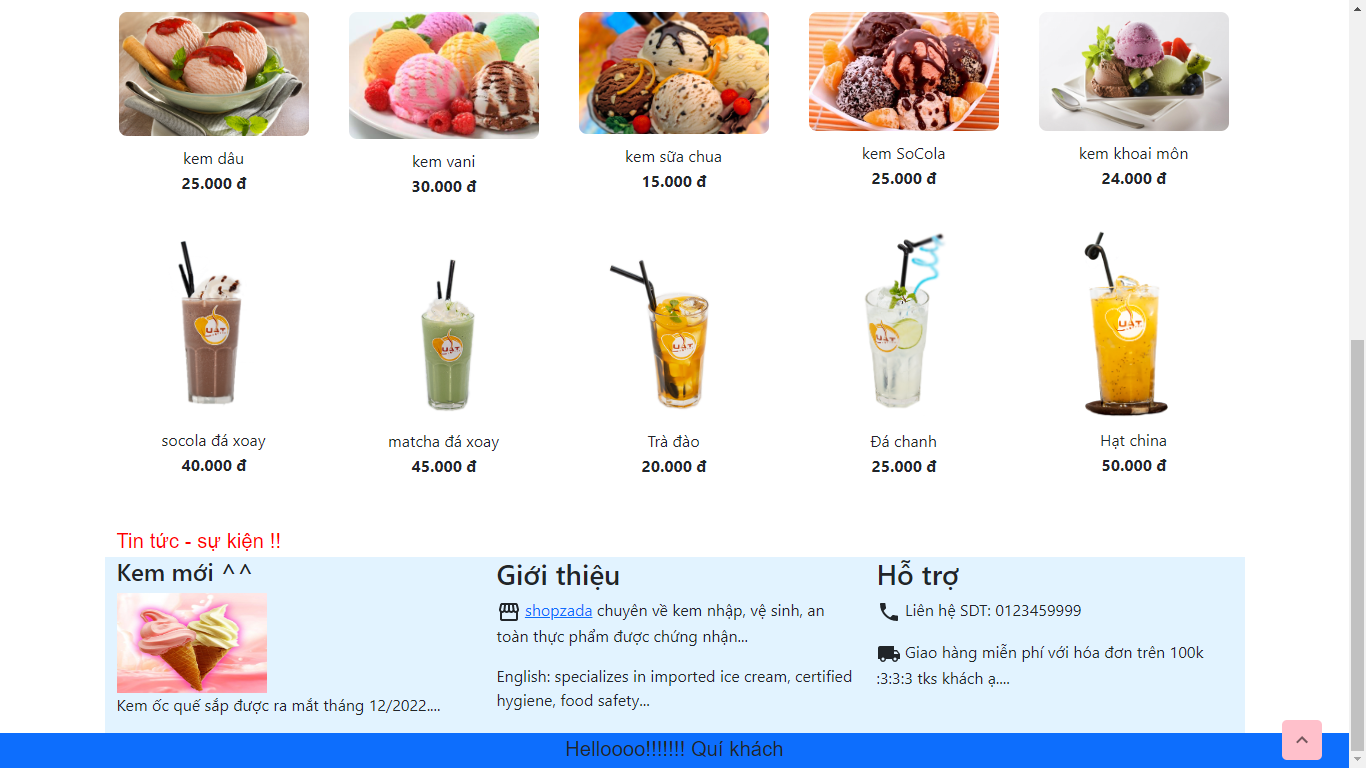 kem dâu
25.000 đ
kem vani
30.000 đ
kem sữa chua
15.000 đ
kem SoCola
25.000 đ
kem khoai môn
24.000 đ
socola đá xoay
40.000 đ
matcha đá xoay
45.000 đ
Trà đào
20.000 đ
Đá chanh
25.000 đ
Hạt china
50.000 đ
Tin tức - sự kiện !!
Kem mới ^^
Kem ốc quế sắp được ra mắt tháng 12/2022....
Giới thiệu
shopzada chuyên về kem nhập, vệ sinh, an
toàn thực phẩm được chứng nhận...
English: specializes in imported ice cream, certified
hygiene, food safety...
Hỗ trợ
Liên hệ SDT: 0123459999
Giao hàng miễn phí với hóa đơn trên 100k
:3:3:3 tks khách ạ....
Helloooo!!!!!!! Quí khách